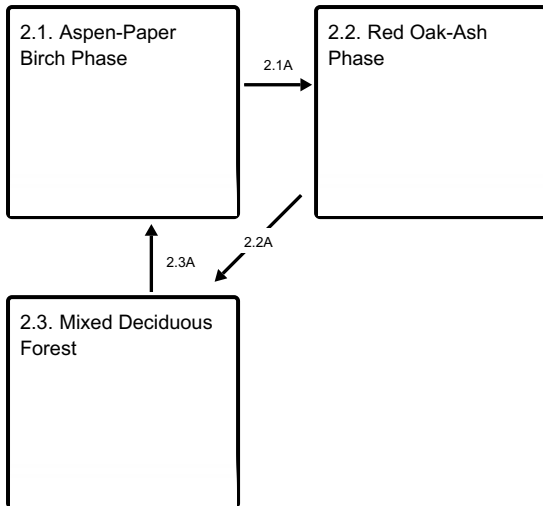 2.1. Aspen-Paper
Birch Phase
2.1A
2.2. Red Oak-Ash
Phase
2.2A
2.3A
2.3. Mixed Deciduous
Forest